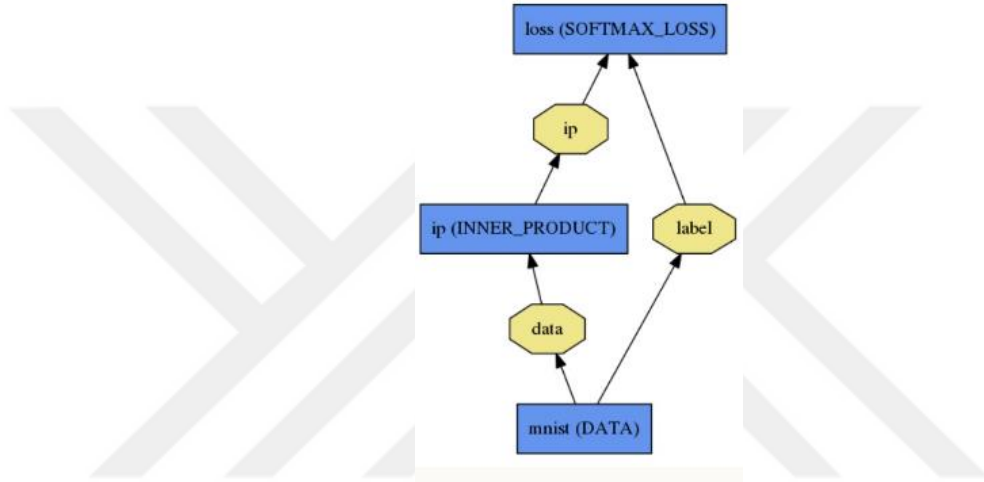 loss (SOFTMAX_LOSS)
ip
ip (INNER_PRODUCT)
label
data
mnist (DATA)